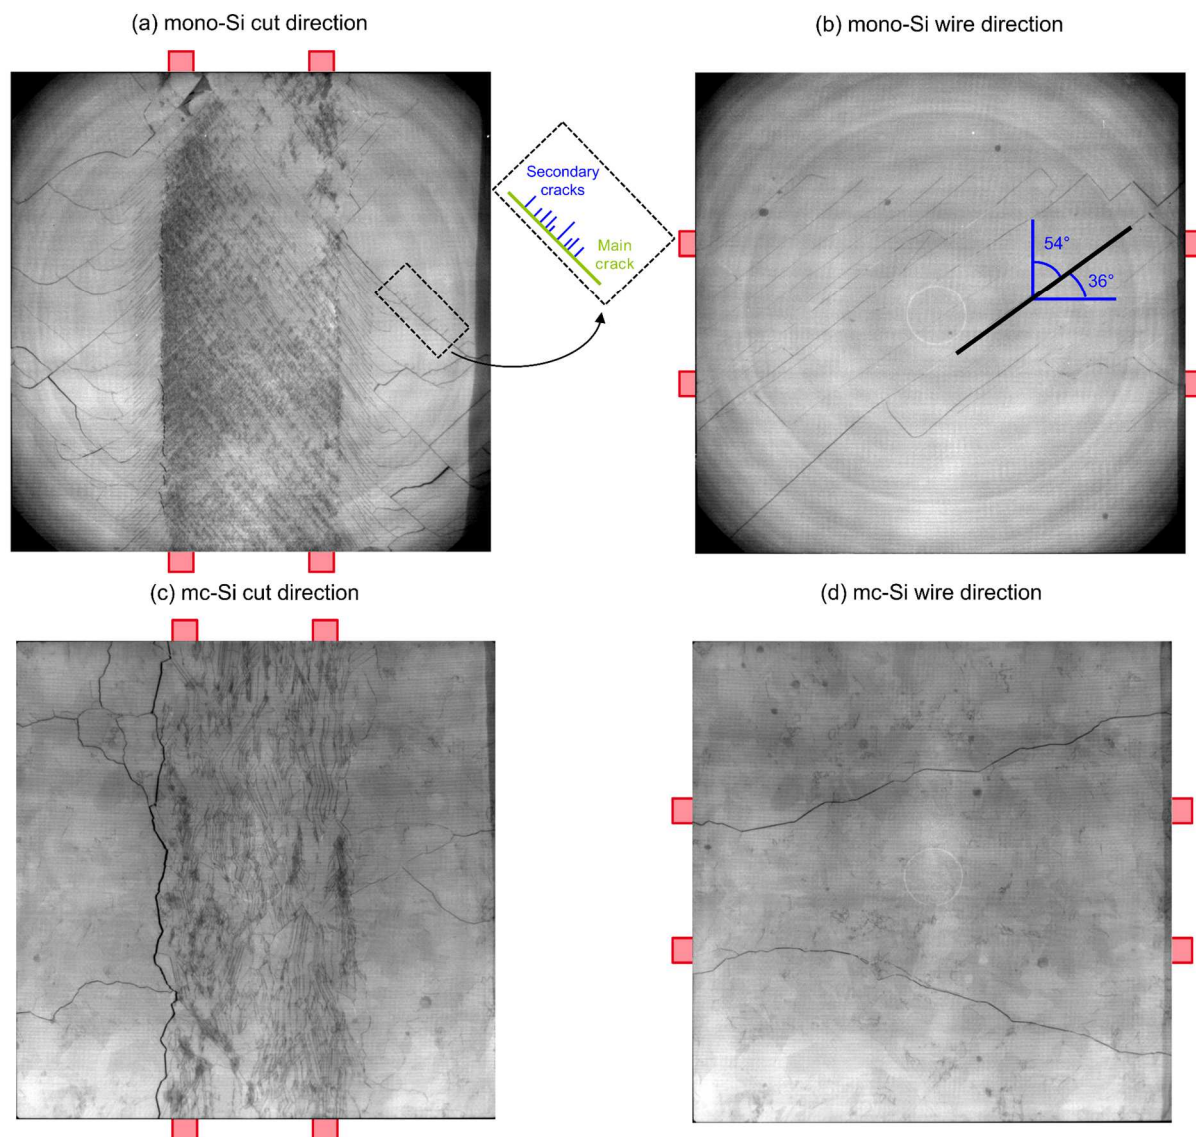 (a) mono-Si cut direction
(b) mono-Si wire direction
Secondary
cracks
Main
crack
54°
36°
(c) mc-Si cut direction
(d) mc-Si wire direction